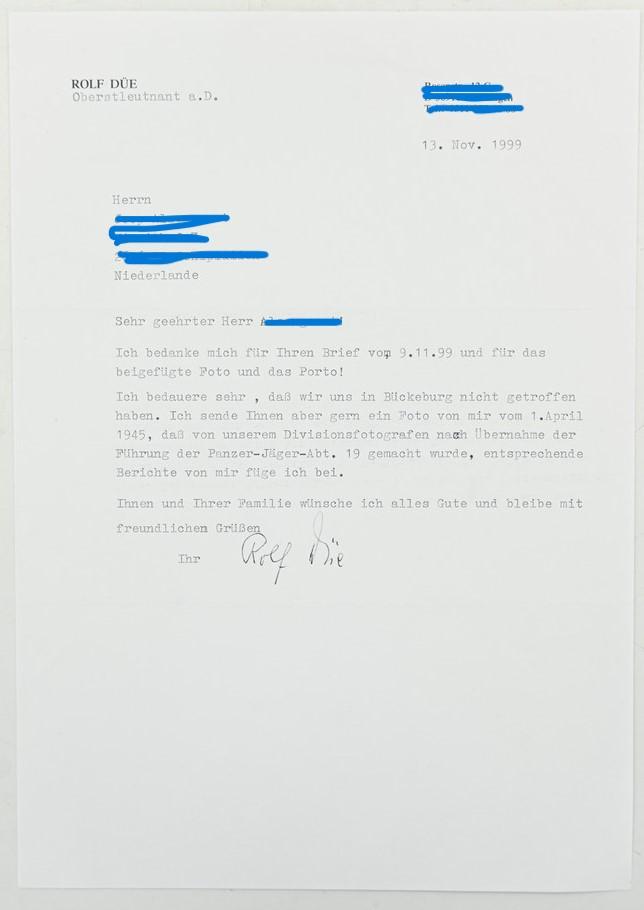 ROLF DÜE
Oberstleutnant a.D.
13. Nov. 1999
Herrn
Niederlande
Sehr geehrter Herr
Ich bedanke mich für Ihren Brief vom 9.11.99 und für das
beigefügte Foto und das Porto!
Ich bedauere sehr , daß wir uns in Bückeburg nicht getroffen
haben. Ich sende Ihnen aber gern ein Foto von mir vom 1.April
1945, daß von unserem Divisionsfotografen nach Übernahme der
Führung der Panzer-Jäger-Abt. 19 gemacht wurde, entsprechende
Berichte von mir füge ich bei.
Ihnen und Ihrer Familie wünsche ich alles Gute und bleibe mit
freundlichen Grüßen
Ihr Rolf Düe